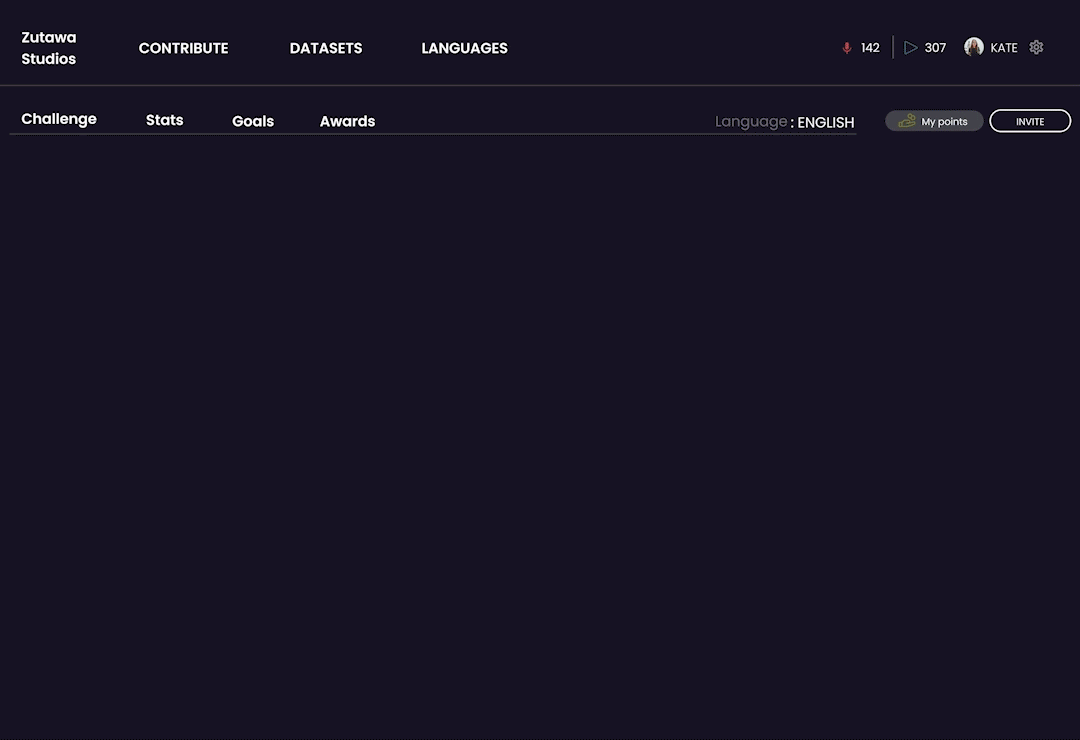 Zutawa
Studios
CONTRIBUTE
DATASETS
LANGUAGES
142
307
KATE
Challenge
Stats
Goals
Awards
Language : ENGLISH
My points
INVITE